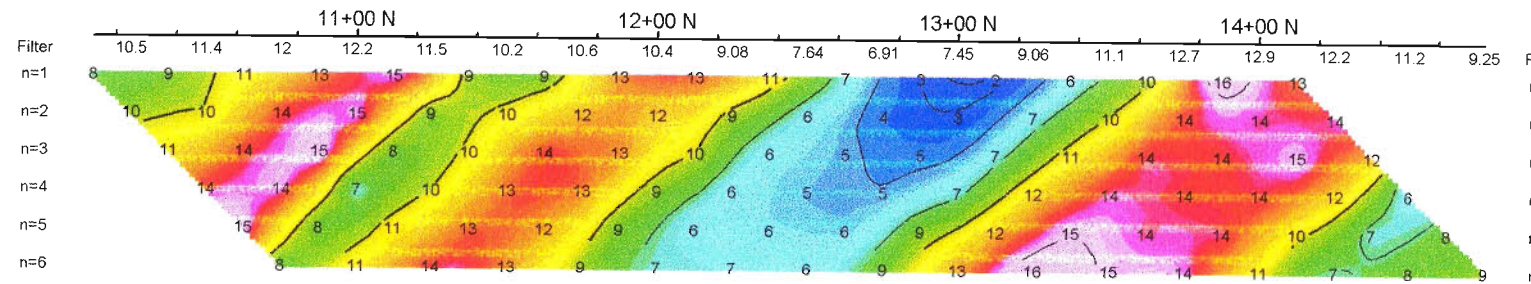 11+00 N 12+00 N 13+00 N 14+00 N
Filter 10.5 11.4 12 12.2 11.5 10.2 10.6 10.4 9.08 7.64 6.91 7.45 9.06 11.1 12.7 12.9 12.2 11.2 9.25
n=1 8 9 11 13 15 9 9 13 13 11 7 3 2 6 10 16 13
n=2 10 10 14 15 9 10 12 12 9 6 4 3 7 10 14 14 14
n=3 11 14 15 8 10 14 13 10 6 5 5 7 11 14 14 15 12
n=4 14 14 7 10 13 13 9 6 5 5 7 12 14 14 12 6
n=5 15 8 11 13 12 9 6 6 6 9 12 15 14 14 10 7 8
n=6 8 11 14 13 9 7 7 6 9 13 16 15 14 11 7 8 9